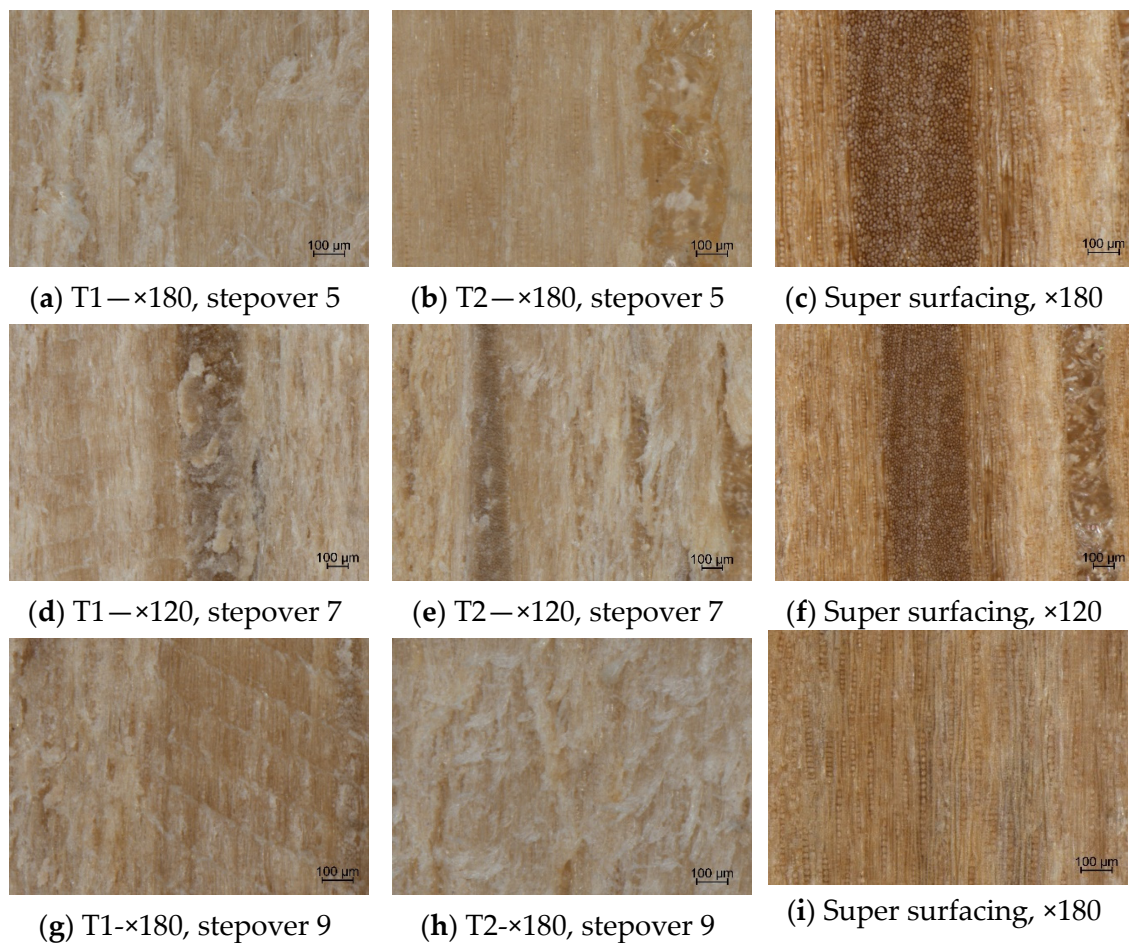 100 µm
100 µm
100 µm
(a) T1—×180, stepover 5
(b) T2—×180, stepover 5
(c) Super surfacing, ×180
100 µm
100 µm
100 µm
(d) T1—×120, stepover 7
(e) T2—×120, stepover 7
(f) Super surfacing, ×120
100 µm
100 µm
100 µm
(g) T1-×180, stepover 9
(h) T2-×180, stepover 9
(i) Super surfacing, ×180